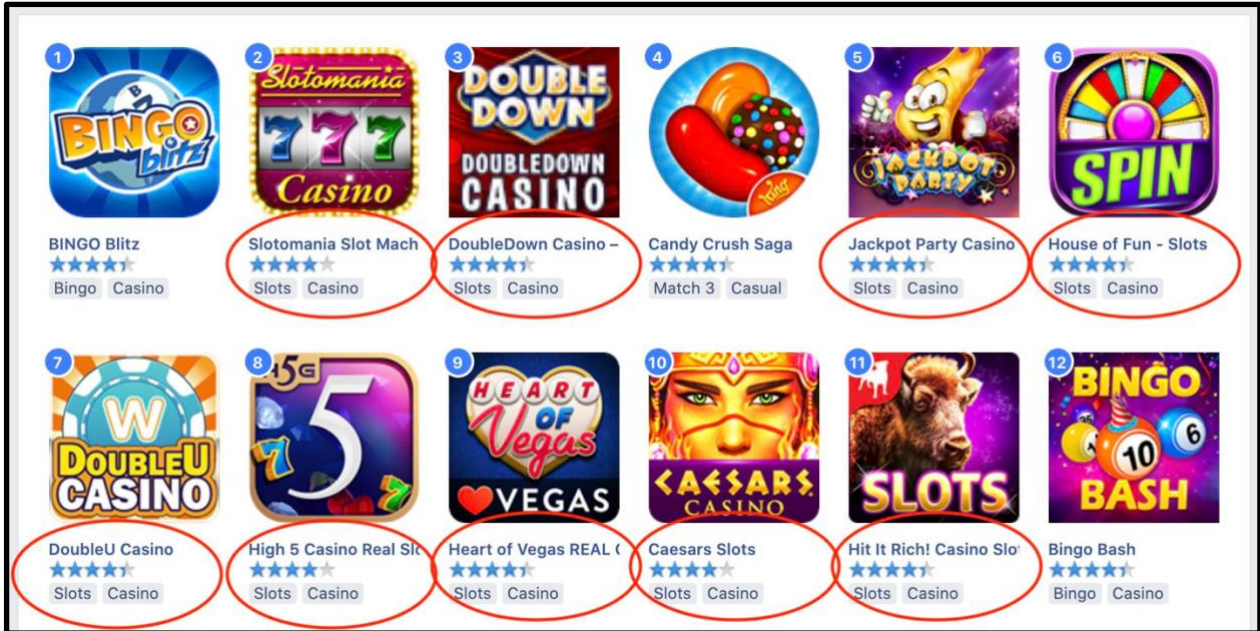 1
BINGO
blitz
B
2
Slotomania
777
Casino
3
DOUBLE
DOWN
DOUBLEDOWN
CASINO
4
King
5
JACKPOT
PARTY
6
SPIN
BINGO Blitz
Bingo Casino
Slotomania Slot Mach
Slots Casino
DoubleDown Casino –
Slots Casino
Candy Crush Saga
Match 3 Casual
Jackpot Party Casino
Slots Casino
House of Fun - Slots
Slots Casino
7
W
DOUBLEU
CASINO
8
H5G
5
7
7
9
HEART
OF
Vegas
VEGAS
10
CAESARS
CASINO
11
SLOTS
12
BINGO
10
6
BASH
DoubleU Casino
Slots Casino
High 5 Casino Real Slo
Slots Casino
Heart of Vegas REAL
Slots Casino
Caesars Slots
Slots Casino
Hit It Rich! Casino Slo
Slots Casino
Bingo Bash
Bingo Casino